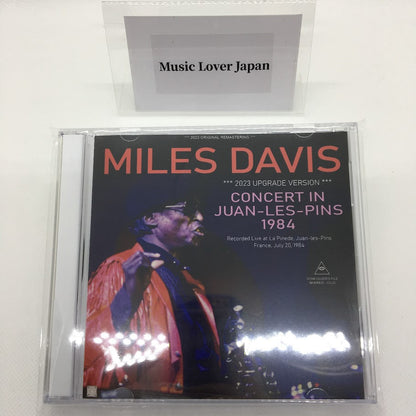 Music Lover Japan
*** 2023 ORIGINAL REMASTERING ***
MILES DAVIS
*** 2023 UPGRADE VERSION ***
CONCERT IN
JUAN-LES-PINS
1984
Recorded Live at La Pinede, Juan-les-Pins
France, July 20, 1984